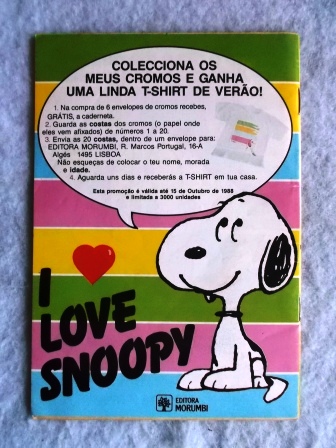 COLECCIONA OS
MEUS CROMOS E GANHA
UMA LINDA T-SHIRT DE VERÃO!
1. Na compra de 6 envelopes de cromos recebes,
GRÁTIS, a caderneta.
2. Guarda as costas dos cromos (o papel onde
eles vem afixados) de números 1 a 20.
3. Envia as 20 costas, dentro de um envelope para:
EDITORA MORUMBI, R. Marcos Portugal, 16-A
Algés 1495 LISBOA
Não esqueças de colocar o teu nome, morada
e idade.
4. Aguarda uns dias e receberás a T-SHIRT em tua casa.
Esta promoção é válida até 15 de Outubro de 1988
e limitada a 3000 unidades
I
LOVE
SNOOPY
EDITORA
MORUMBI